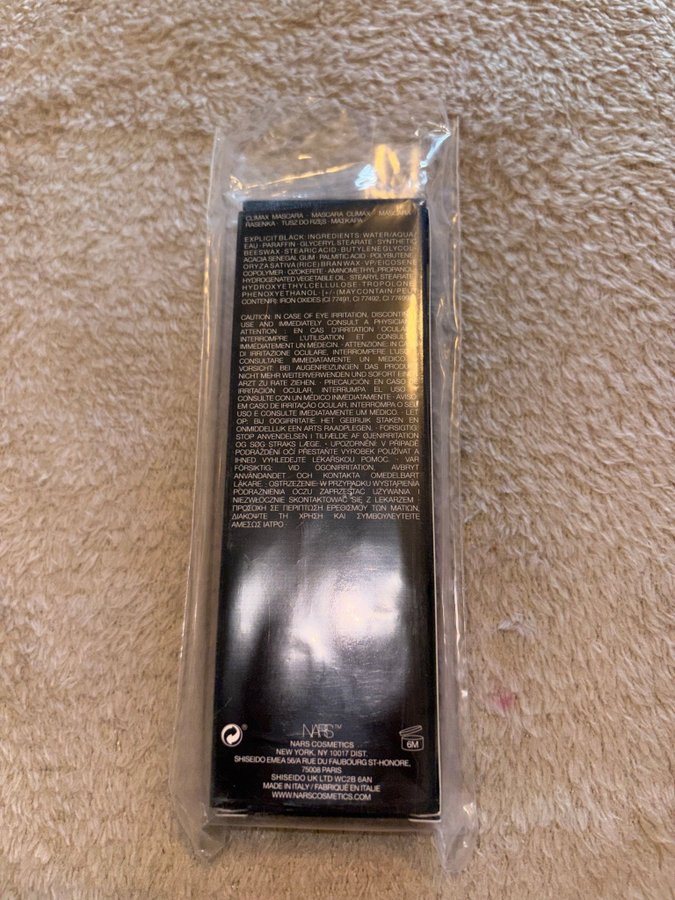 CLIMAX MASCARA · MASCARA CLIMAX · MASCARA
RASENKA · TUSZ DO RZĘS · ΜΑΣΚΑΡΑ
EXPLICIT BLACK: INGREDIENTS: WATER/AQUA
EAU · PARAFFIN · GLYCERYL STEARATE · SYNTHETIC
BEESWAX · STEARIC ACID · BUTYLENE GLYCOL
ACACIA SENEGAL GUM · PALMITIC ACID · POLYBUTENE
ORYZA SATIVA (RICE) BRAN WAX · VP/EICOSENE
COPOLYMER · OZOKERITE · AMINOMETHYL PROPANOL
HYDROGENATED VEGETABLE OIL · STEARYL STEARATE
HYDROXYETHYLCELLULOSE · TROPOLONE
PHENOXYETHANOL · [+/- (MAY CONTAIN/PEUT
CONTENIR): IRON OXIDES (CI 77491, CI 77492, CI 77499)
CAUTION: IN CASE OF EYE IRRITATION, DISCONTINUE
USE AND IMMEDIATELY CONSULT A PHYSICIAN
ATTENTION : EN CAS D'IRRITATION OCULAIRE
INTERROMPRE L'UTILISATION ET CONSULTER
IMMÉDIATEMENT UN MÉDECIN · ATTENZIONE: IN CASO
DI IRRITAZIONE OCULARE, INTERROMPERE L'USO E
CONSULTARE IMMEDIATAMENTE UN MEDICO
VORSICHT: BEI AUGENREIZUNGEN DAS PRODUKT
NICHT MEHR WEITERVERWENDEN UND SOFORT EINEN
ARZT ZU RATE ZIEHEN · PRECAUCIÓN: EN CASO DE
IRRITACIÓN OCULAR, INTERRUMPIR EL USO Y
CONSULTE CON UN MÉDICO INMEDIATAMENTE · AVISO:
EM CASO DE IRRITAÇÃO OCULAR, INTERROMPA O SEU
USO E CONSULTE IMEDIATAMENTE UM MÉDICO. · LET
OP: BIJ OOGIRRITATIE, HET GEBRUIK STAKEN EN
ONMIDDELLIJK EEN ARTS RAADPLEGEN. · FORSIGTIG:
STOP ANVENDELSEN I TILFÆLDE AF ØJENIRRITATION
OG SØG STRAKS LÆGE. · UPOZORNĚNÍ: V PŘÍPADĚ
PODRÁŽDĚNÍ OČÍ PŘESTAŇTE VÝROBEK POUŽÍVAT A
IHNED VYHLEDEJTE LÉKAŘSKOU POMOC. · VAR
FÖRSIKTIG: VID ÖGONIRRITATION, AVBRYT
ANVÄNDANDET OCH KONTAKTA OMEDELBART
LÄKARE. · OSTRZEŻENIE: W PRZYPADKU WYSTĄPIENIA
PODRAŻNIENIA OCZU ZAPRZESTAĆ UŻYWANIA I
NIEZWŁOCZNIE SKONTAKTOWAĆ SIĘ Z LEKARZEM ·
ΠΡΟΣΟΧΗ ΣΕ ΠΕΡΙΠΤΩΣΗ ΕΡΕΘΙΣΜΟΥ ΤΩΝ ΜΑΤΙΩΝ,
ΔΙΑΚΟΨΤΕ ΤΗ ΧΡΗΣΗ ΚΑΙ ΣΥΜΒΟΥΛΕΥΤΕΙΤΕ
ΑΜΕΣΩΣ ΙΑΤΡΟ ·
NARS™
NARS COSMETICS
NEW YORK, NY 10017 DIST.
SHISEIDO EMEA 56/A RUE DU FAUBOURG ST-HONORE,
75008 PARIS
SHISEIDO UK LTD WC2B 6AN
MADE IN ITALY / FABRIQUÉ EN ITALIE
WWW.NARSCOSMETICS.COM
6M